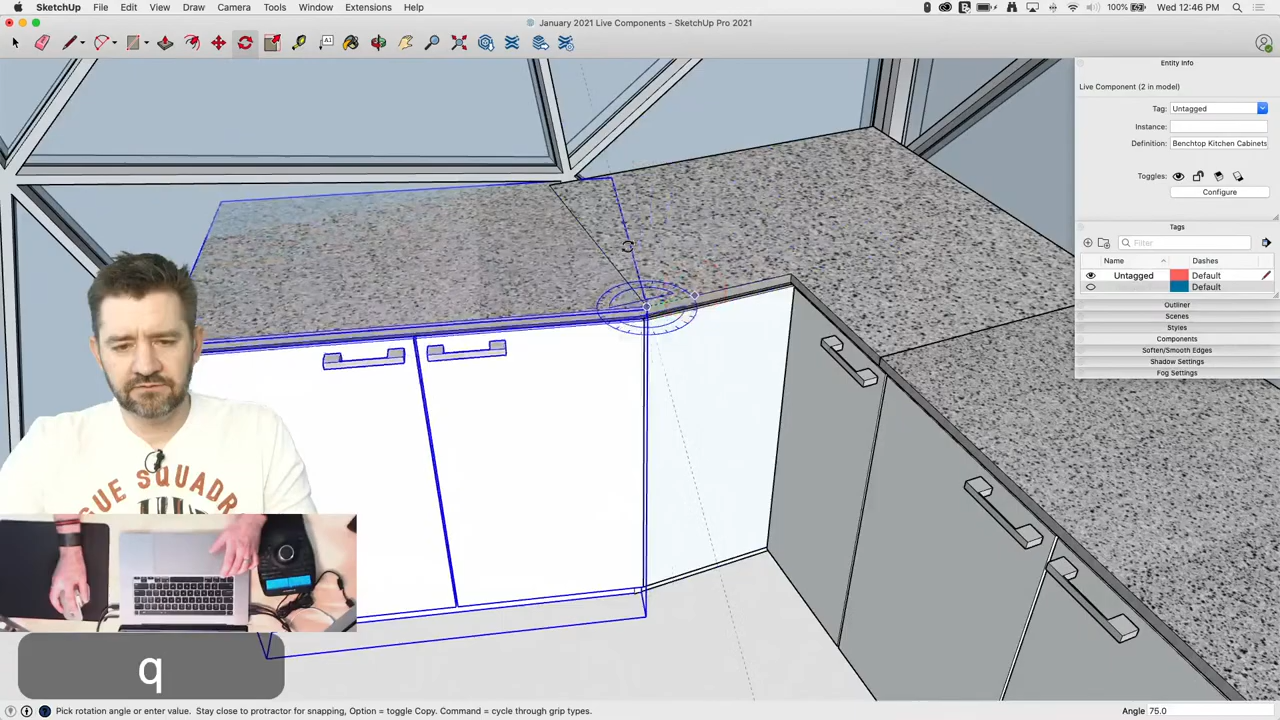 SketchUp File Edit View Draw Camera Tools Window Extensions Help
100% Wed 12:46 PM
January 2021 Live Components - SketchUp Pro 2021
A1
Entity Info
Live Component (2 in model)
Tag: Untagged
Instance:
Definition: Benchtop Kitchen Cabinets
Toggles:
Configure
Tags
Filter
Name Dashes
Untagged Default
Default
Outliner
Scenes
Styles
Components
Soften/Smooth Edges
Shadow Settings
Fog Settings
GUE SQUADR
q
Pick rotation angle or enter value. Stay close to protractor for snapping, Option = toggle Copy. Command = cycle through grip types.
Angle 75.0